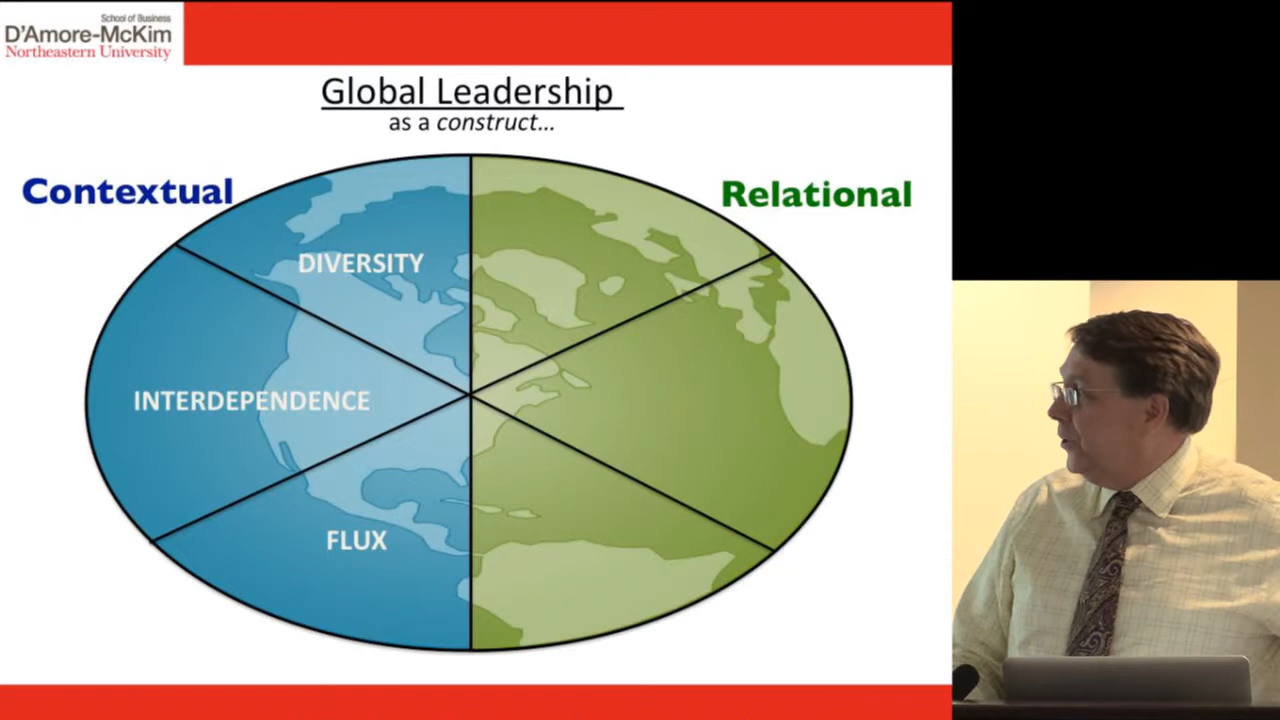 School of Business
D'Amore-McKim
Northeastern University
Global Leadership
as a construct...
Contextual
Relational
DIVERSITY
INTERDEPENDENCE
FLUX